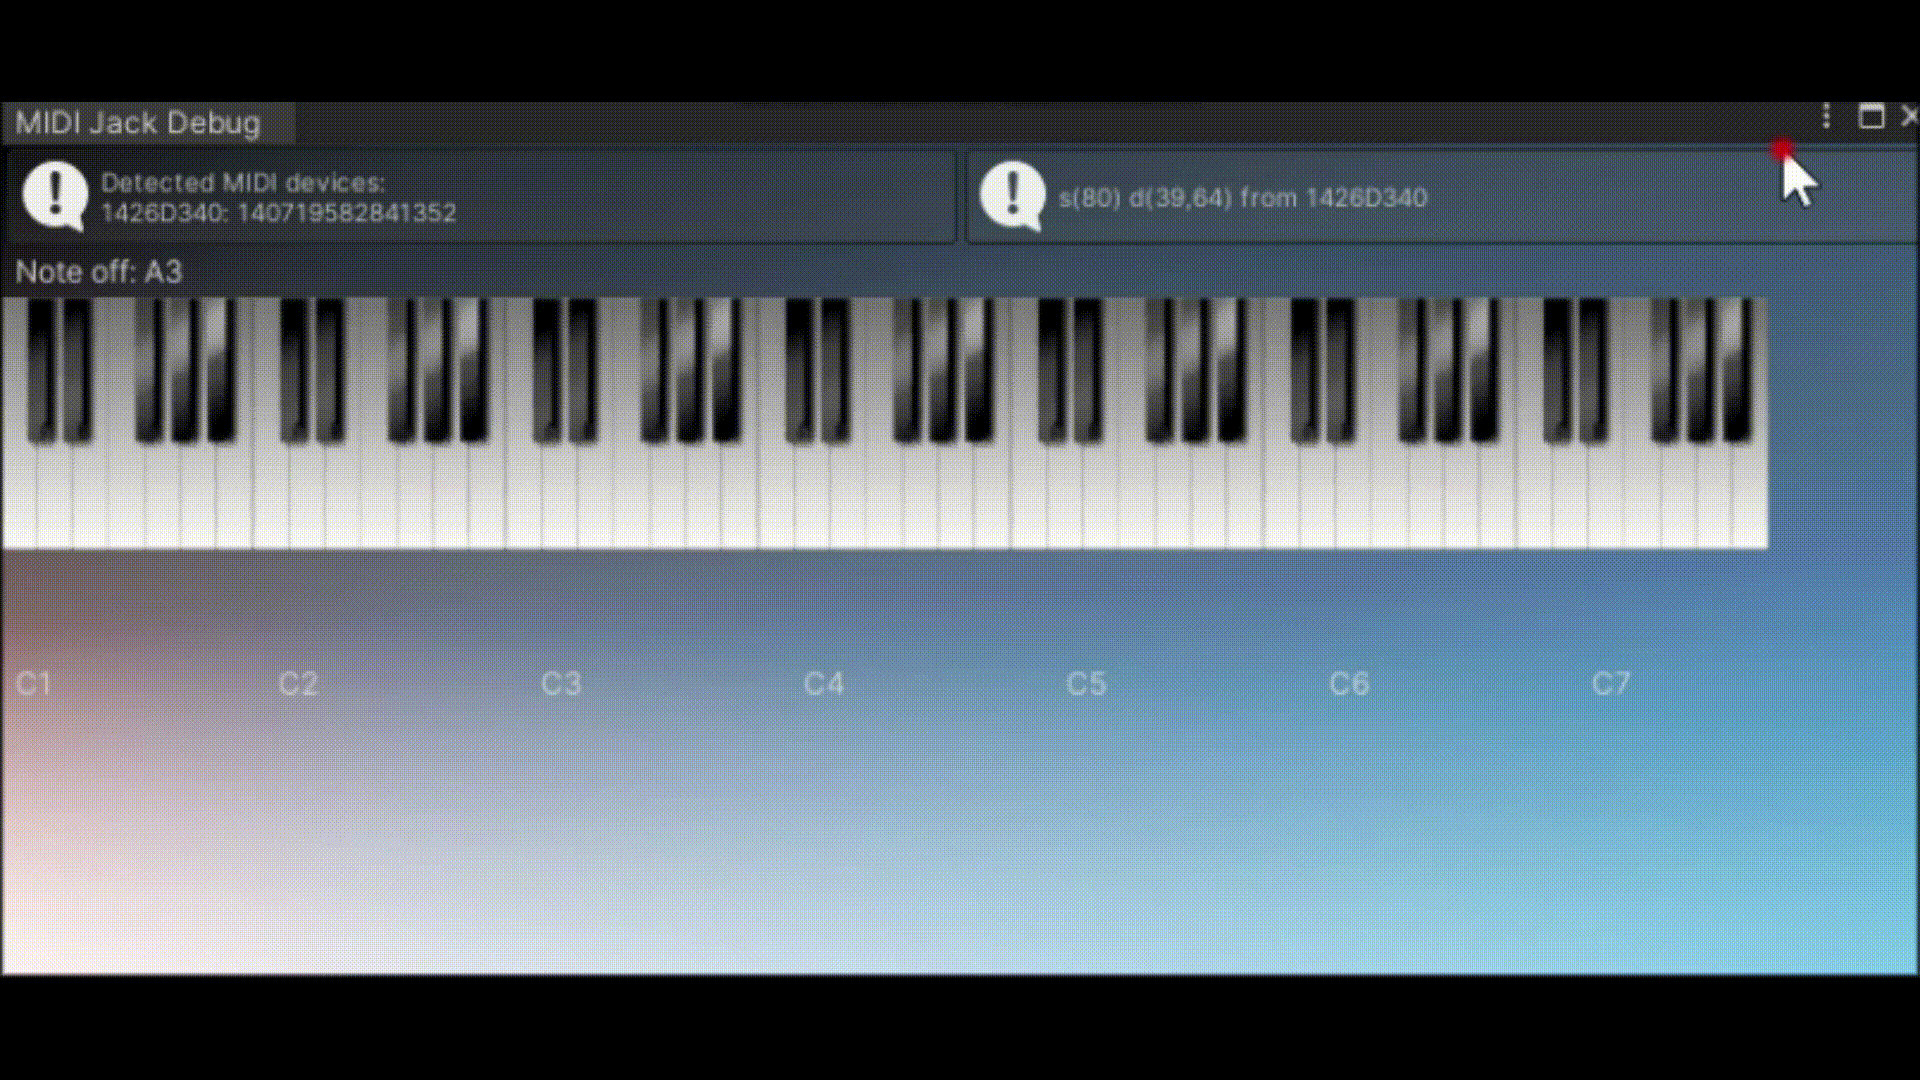 MIDI Jack Debug
Detected MIDI devices:
1426D340: 140719582841352
s(80) d(39,64) from 1426D340
Note off: A3
C1 C2 C3 C4 C5 C6 C7